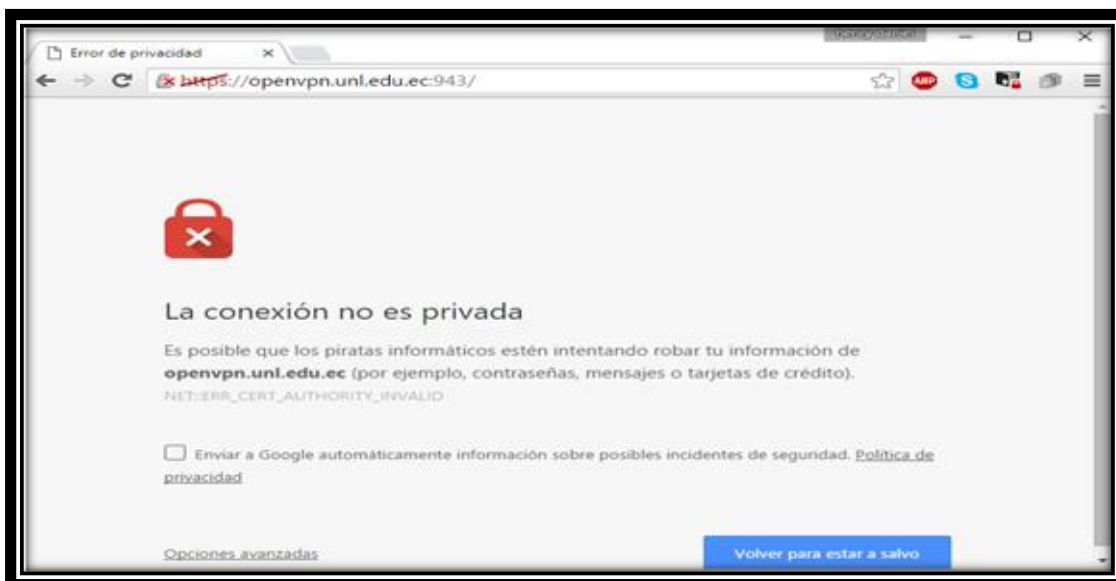 Error de privacidad
https://openvpn.unl.edu.ec:943/
ABP
La conexión no es privada
Es posible que los piratas informáticos estén intentando robar tu información de
openvpn.unl.edu.ec (por ejemplo, contraseñas, mensajes o tarjetas de crédito).
NET::ERR_CERT_AUTHORITY_INVALID
Enviar a Google automáticamente información sobre posibles incidentes de seguridad. Política de
privacidad
Opciones avanzadas
Volver para estar a salvo